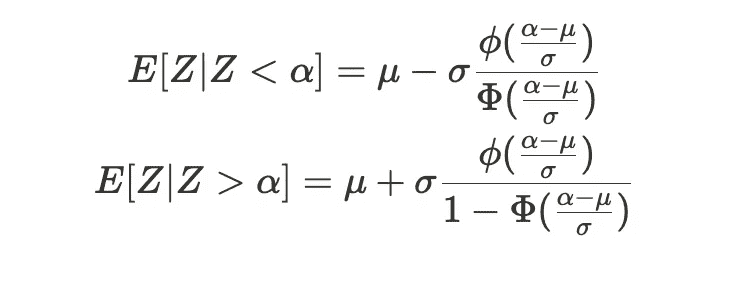 E[Z|Z < α] = μ − σ ϕ((α−μ)/σ) / Φ((α−μ)/σ)
E[Z|Z > α] = μ + σ ϕ((α−μ)/σ) / (1 − Φ((α−μ)/σ))